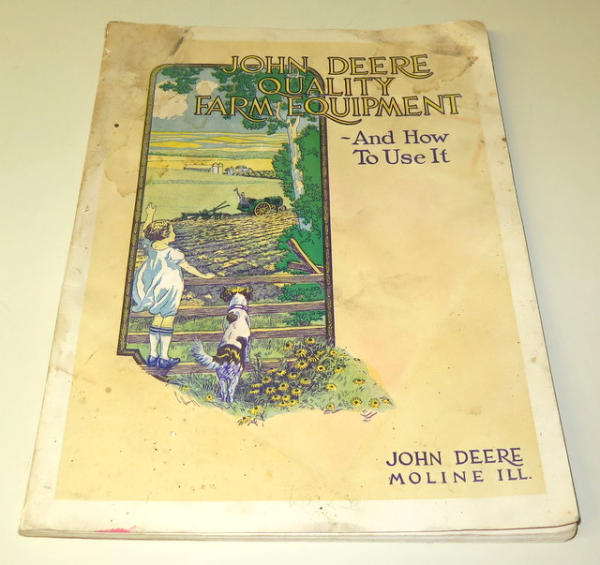 JOHN DEERE
QUALITY
FARM EQUIPMENT
~And How
To Use It
JOHN DEERE
MOLINE ILL.